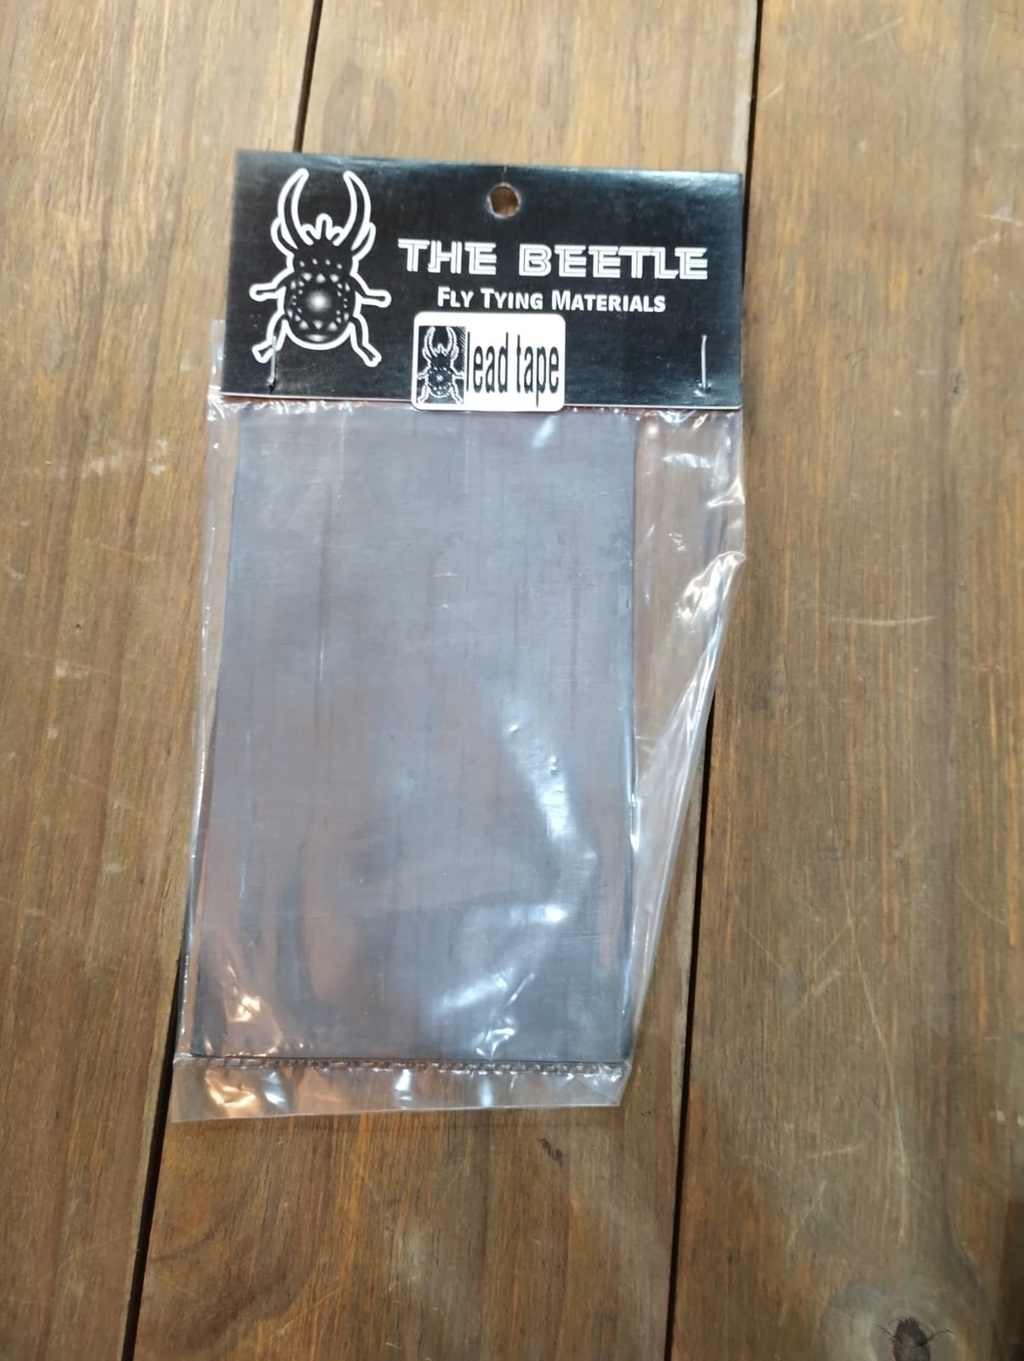 THE BEETLE
FLY TYING MATERIALS
lead tape